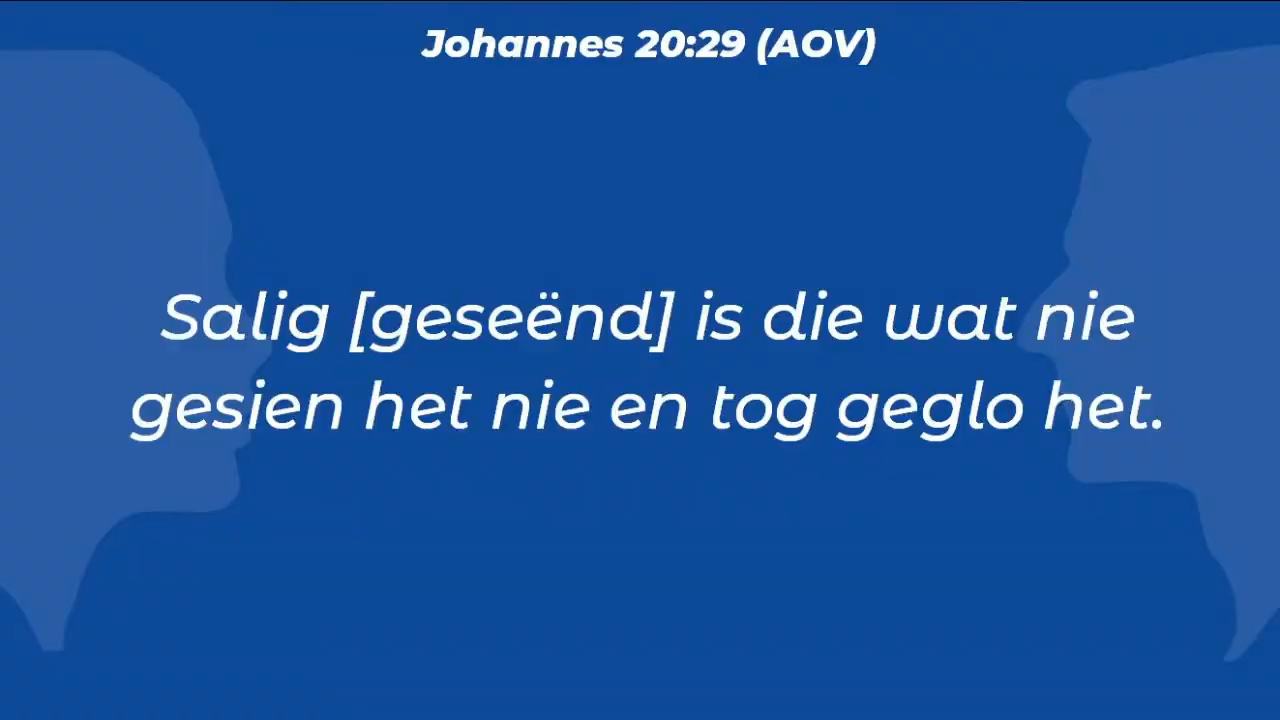 Johannes 20:29 (AOV)
Salig [geseënd] is die wat nie
gesien het nie en tog geglo het.